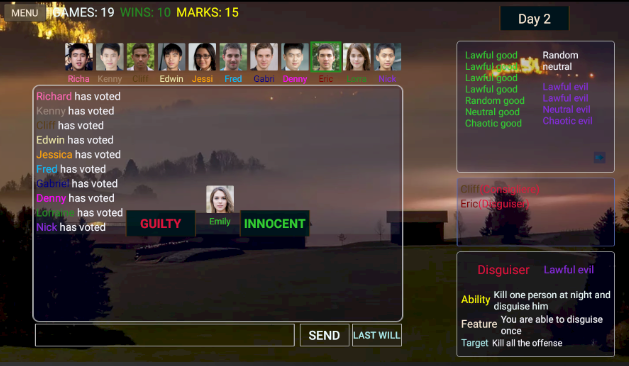 MENU GAMES: 19 WINS: 10 MARKS: 15
Day 2
Richa Kenny Cliff Edwin Jessi Fred Gabri Denny Eric Nick
Richard has voted
Kenny has voted
Cliff has voted
Edwin has voted
Jessica has voted
Fred has voted
Gabriel has voted
Denny has voted
Lorraine has voted
Nick has voted
GUILTY
Emily
INNOCENT
SEND
LAST WILL
Lawful good
Lawful good
Lawful good
Lawful good
Random good
Neutral good
Chaotic good
Random
neutral
Lawful evil
Lawful evil
Neutral evil
Chaotic evil
Cliff
Eric(Disguiser)
Disguiser Lawful evil
Ability Kill one person at night and
disguise him
Feature You are able to disguise
once
Target Kill all the offense